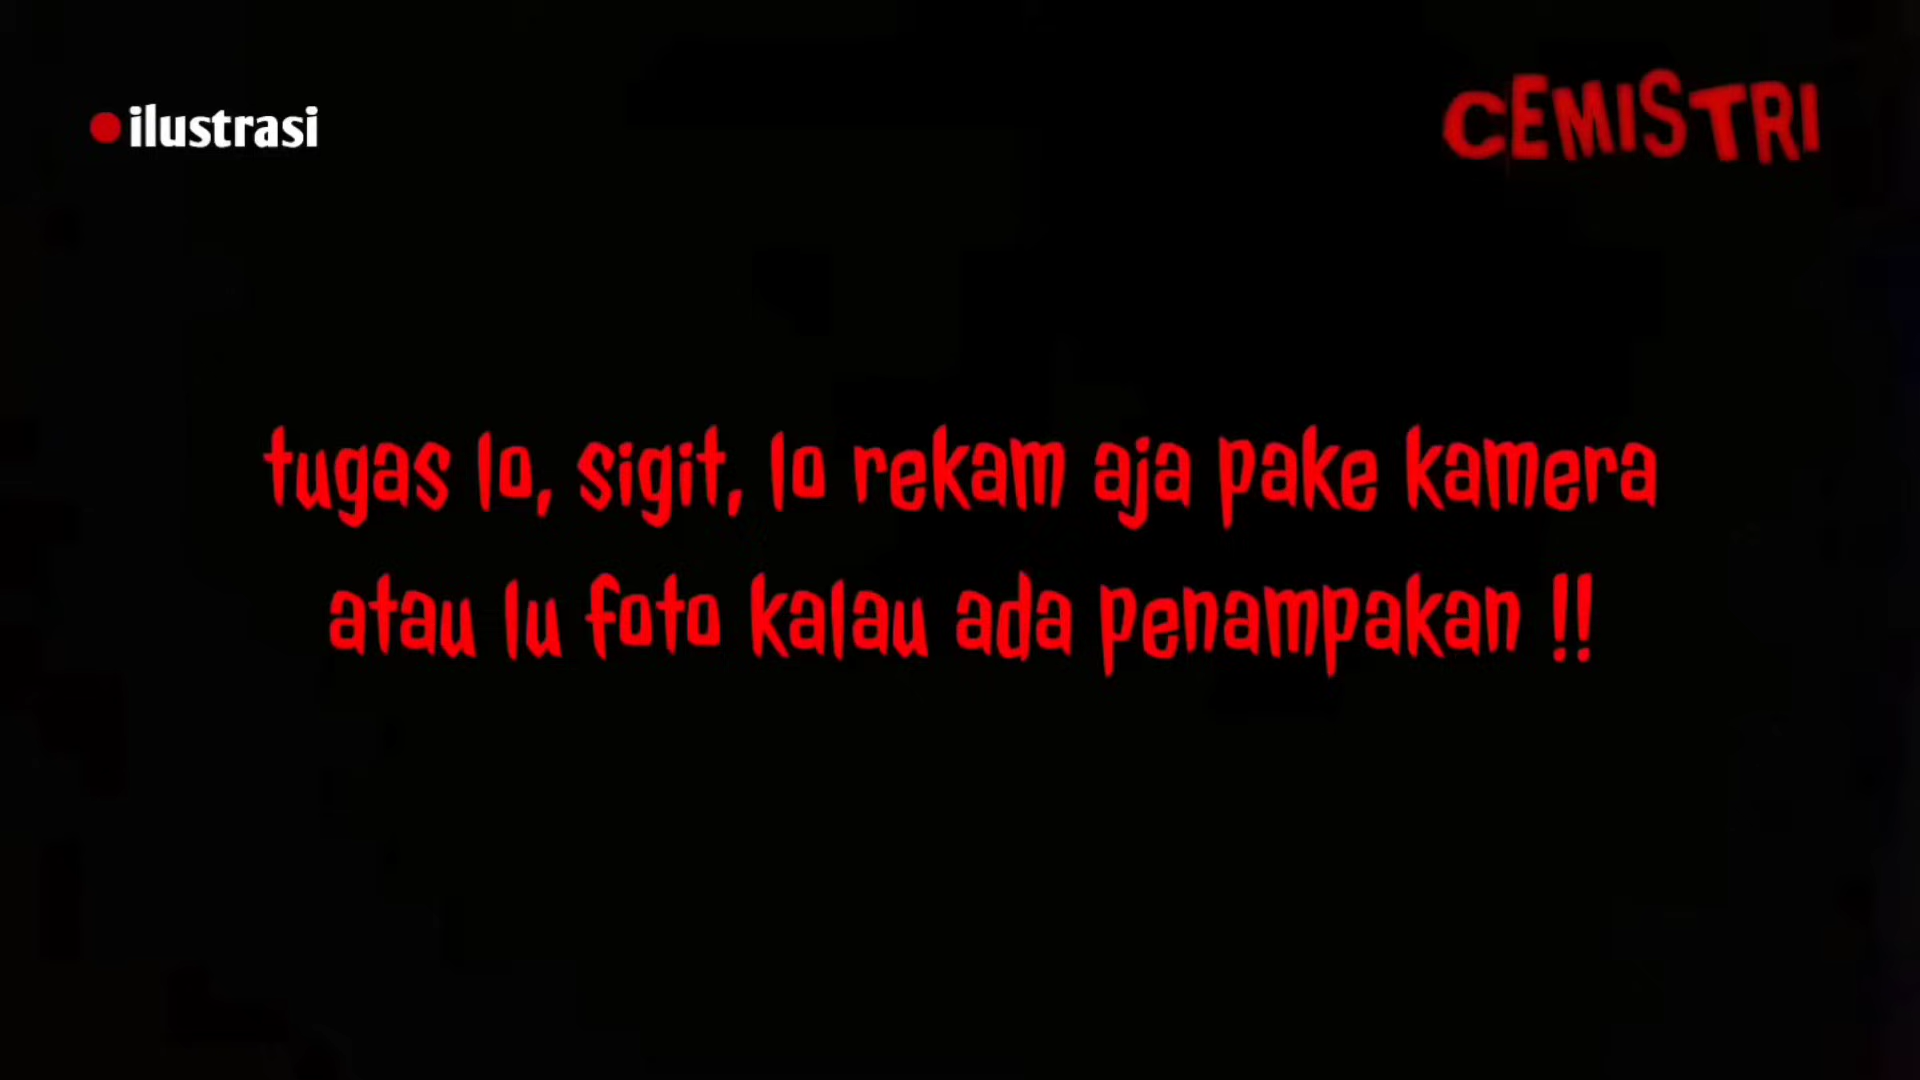 ilustrasi
CEMISTRI
tugas lo, sigit, lo rekam aja pake kamera
atau lu foto kalau ada penampakan !!